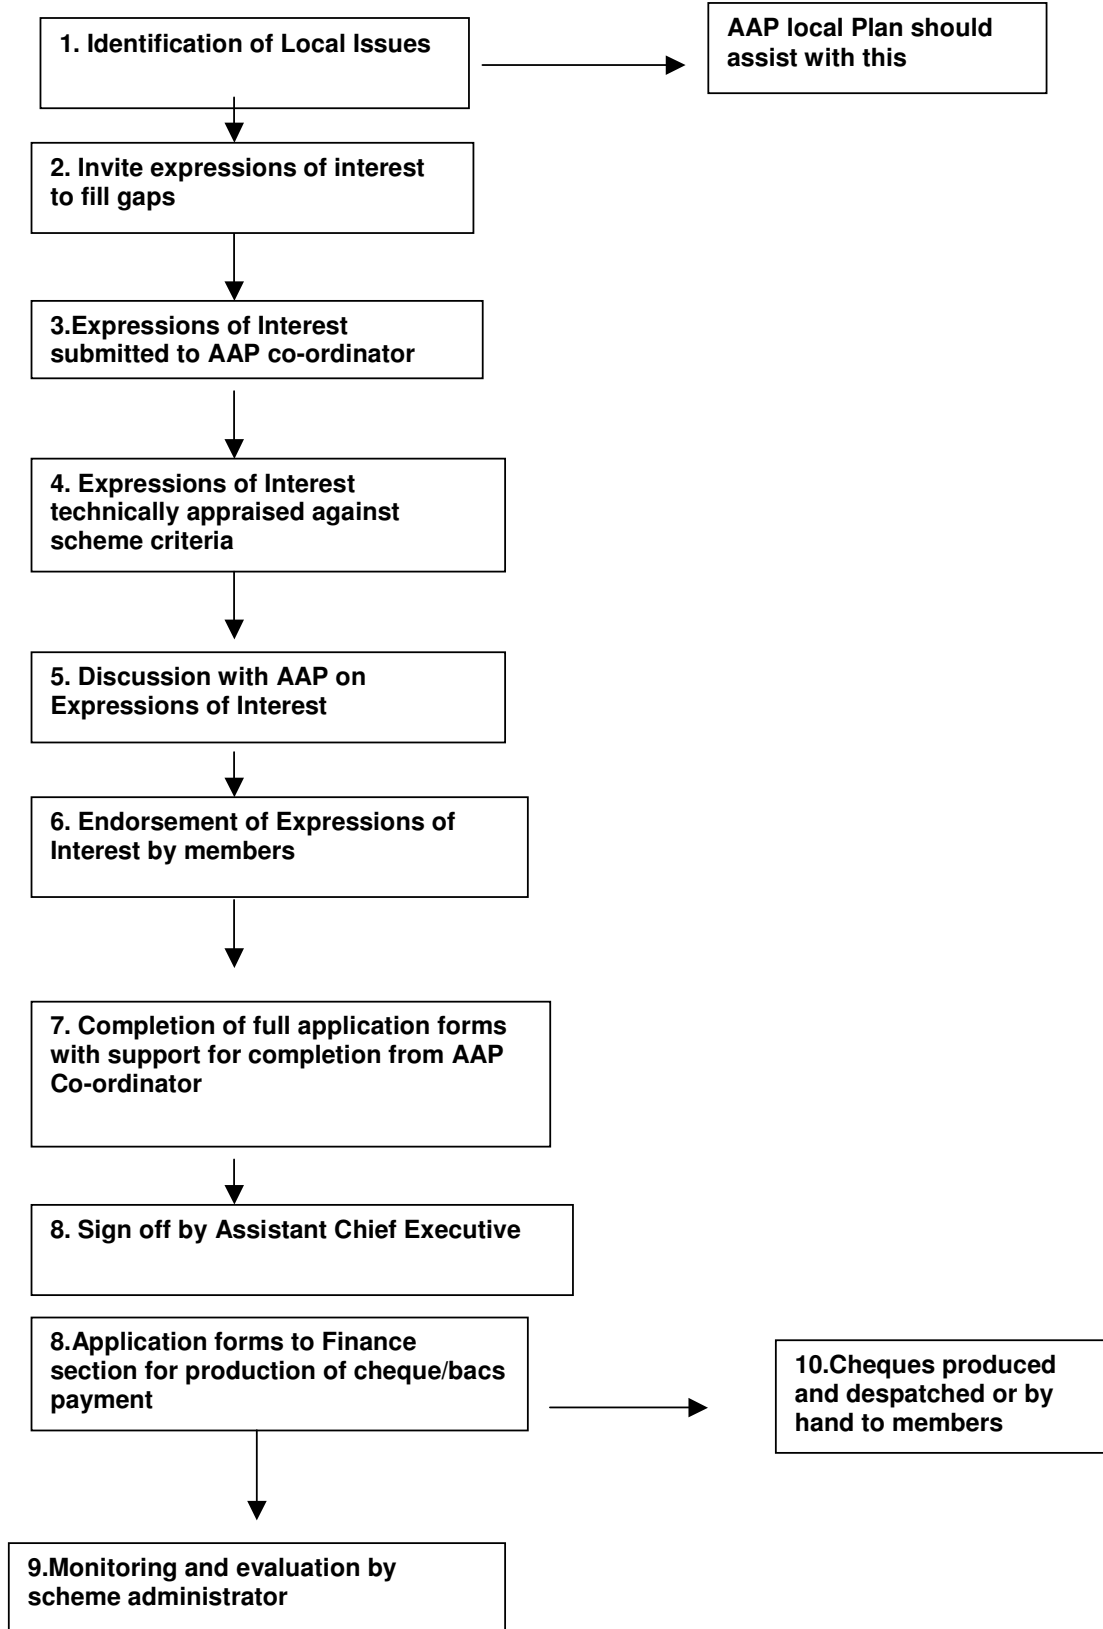 1. Identification of Local Issues
AAP local Plan should
assist with this
2. Invite expressions of interest
to fill gaps
3.Expressions of Interest
submitted to AAP co-ordinator
4. Expressions of Interest
technically appraised against
scheme criteria
5. Discussion with AAP on
Expressions of Interest
6. Endorsement of Expressions of
Interest by members
7. Completion of full application forms
with support for completion from AAP
Co-ordinator
8. Sign off by Assistant Chief Executive
8.Application forms to Finance
section for production of cheque/bacs
payment
10.Cheques produced
and despatched or by
hand to members
9.Monitoring and evaluation by
scheme administrator